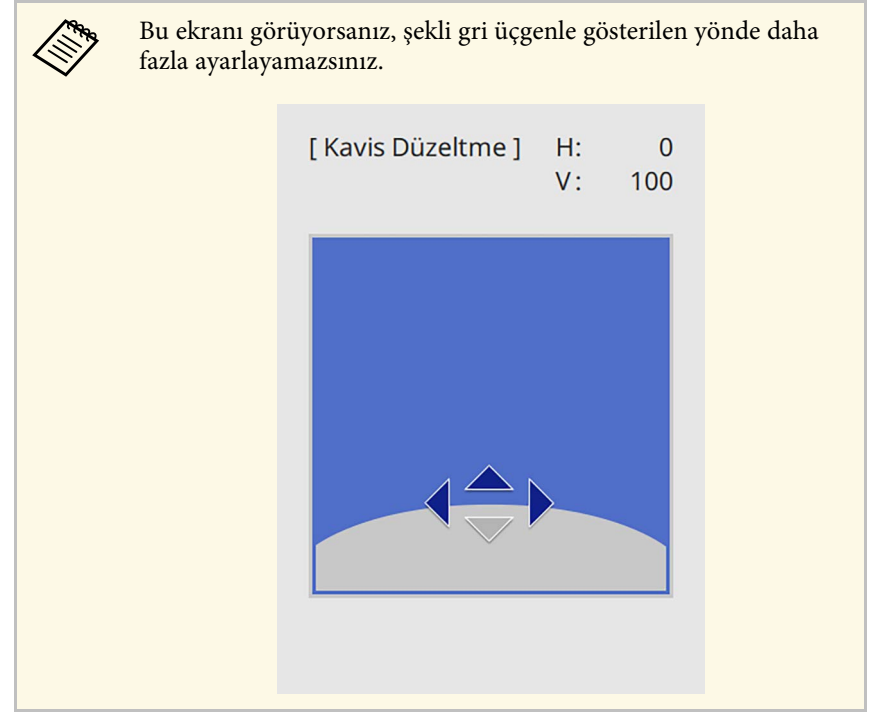 Bu ekranı görüyorsanız, şekli gri üçgenle gösterilen yönde daha
fazla ayarlayamazsınız.
[ Kavis Düzeltme ] H: 0
V: 100